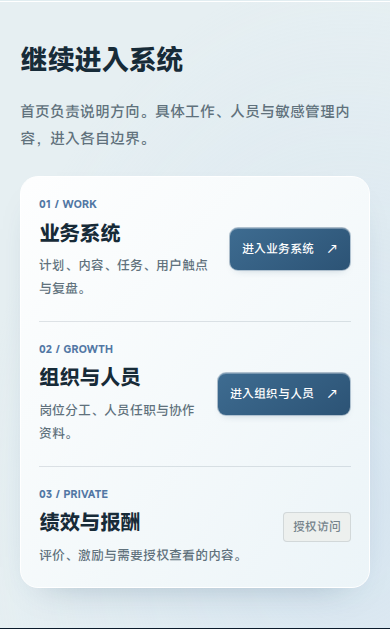 继续进入系统
首页负责说明方向。具体工作、人员与敏感管理内
容，进入各自边界。
01 / WORK
业务系统
计划、内容、任务、用户触点
与复盘。
进入业务系统 ↗
02 / GROWTH
组织与人员
岗位分工、人员任职与协作
资料。
进入组织与人员 ↗
03 / PRIVATE
绩效与报酬
评价、激励与需要授权查看的内容。
授权访问